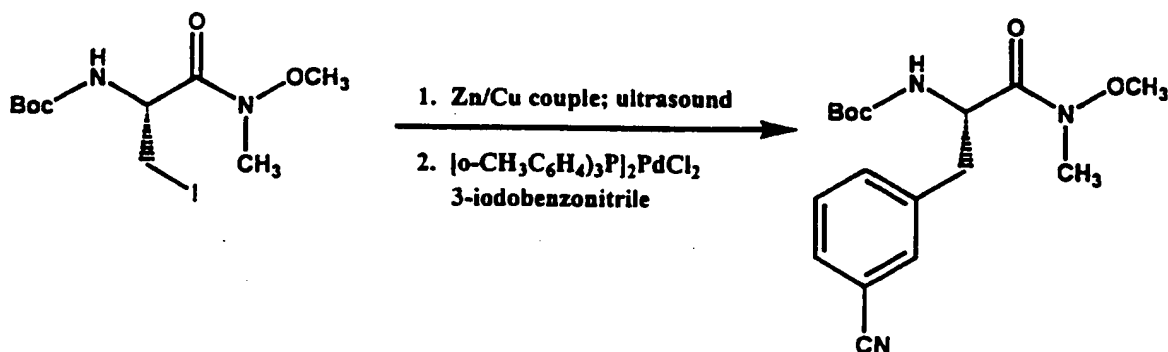 O
H
N
Boc
N
OCH3
CH3
I
1. Zn/Cu couple; ultrasound
2. [o-CH3C6H4)3P]2PdCl2
3-iodobenzonitrile
O
H
N
Boc
N
OCH3
CH3
CN